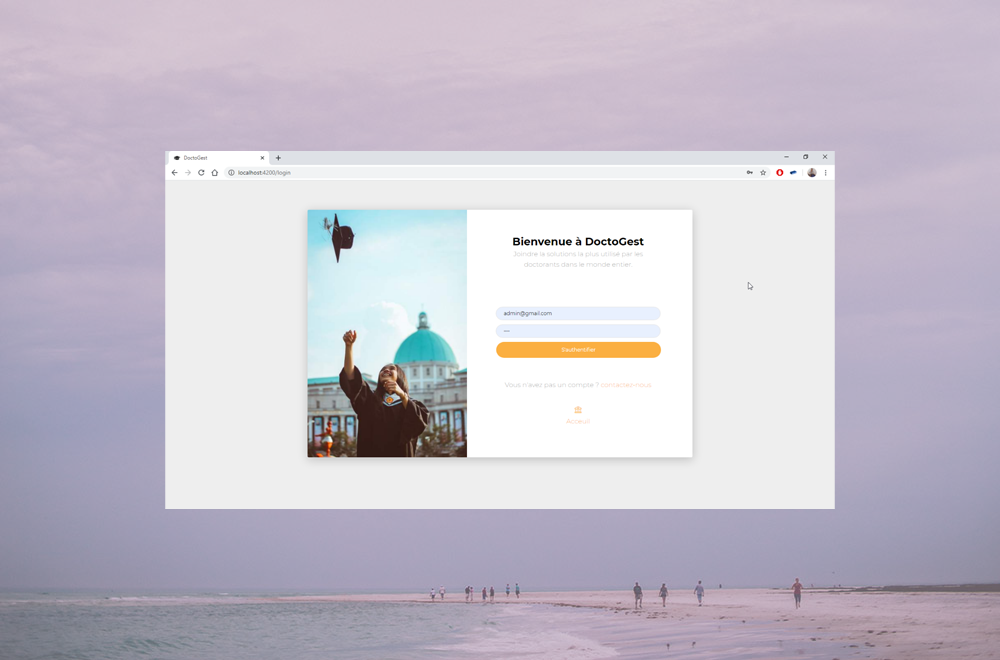 DoctoGest
localhost:4200/login
Bienvenue à DoctoGest
Joindre la solutions la plus utilisé par les
doctorants dans le monde entier
admin@gmail.com
S'authentifier
Vous n'avez pas un compte ? contactez-nous
Acceuil